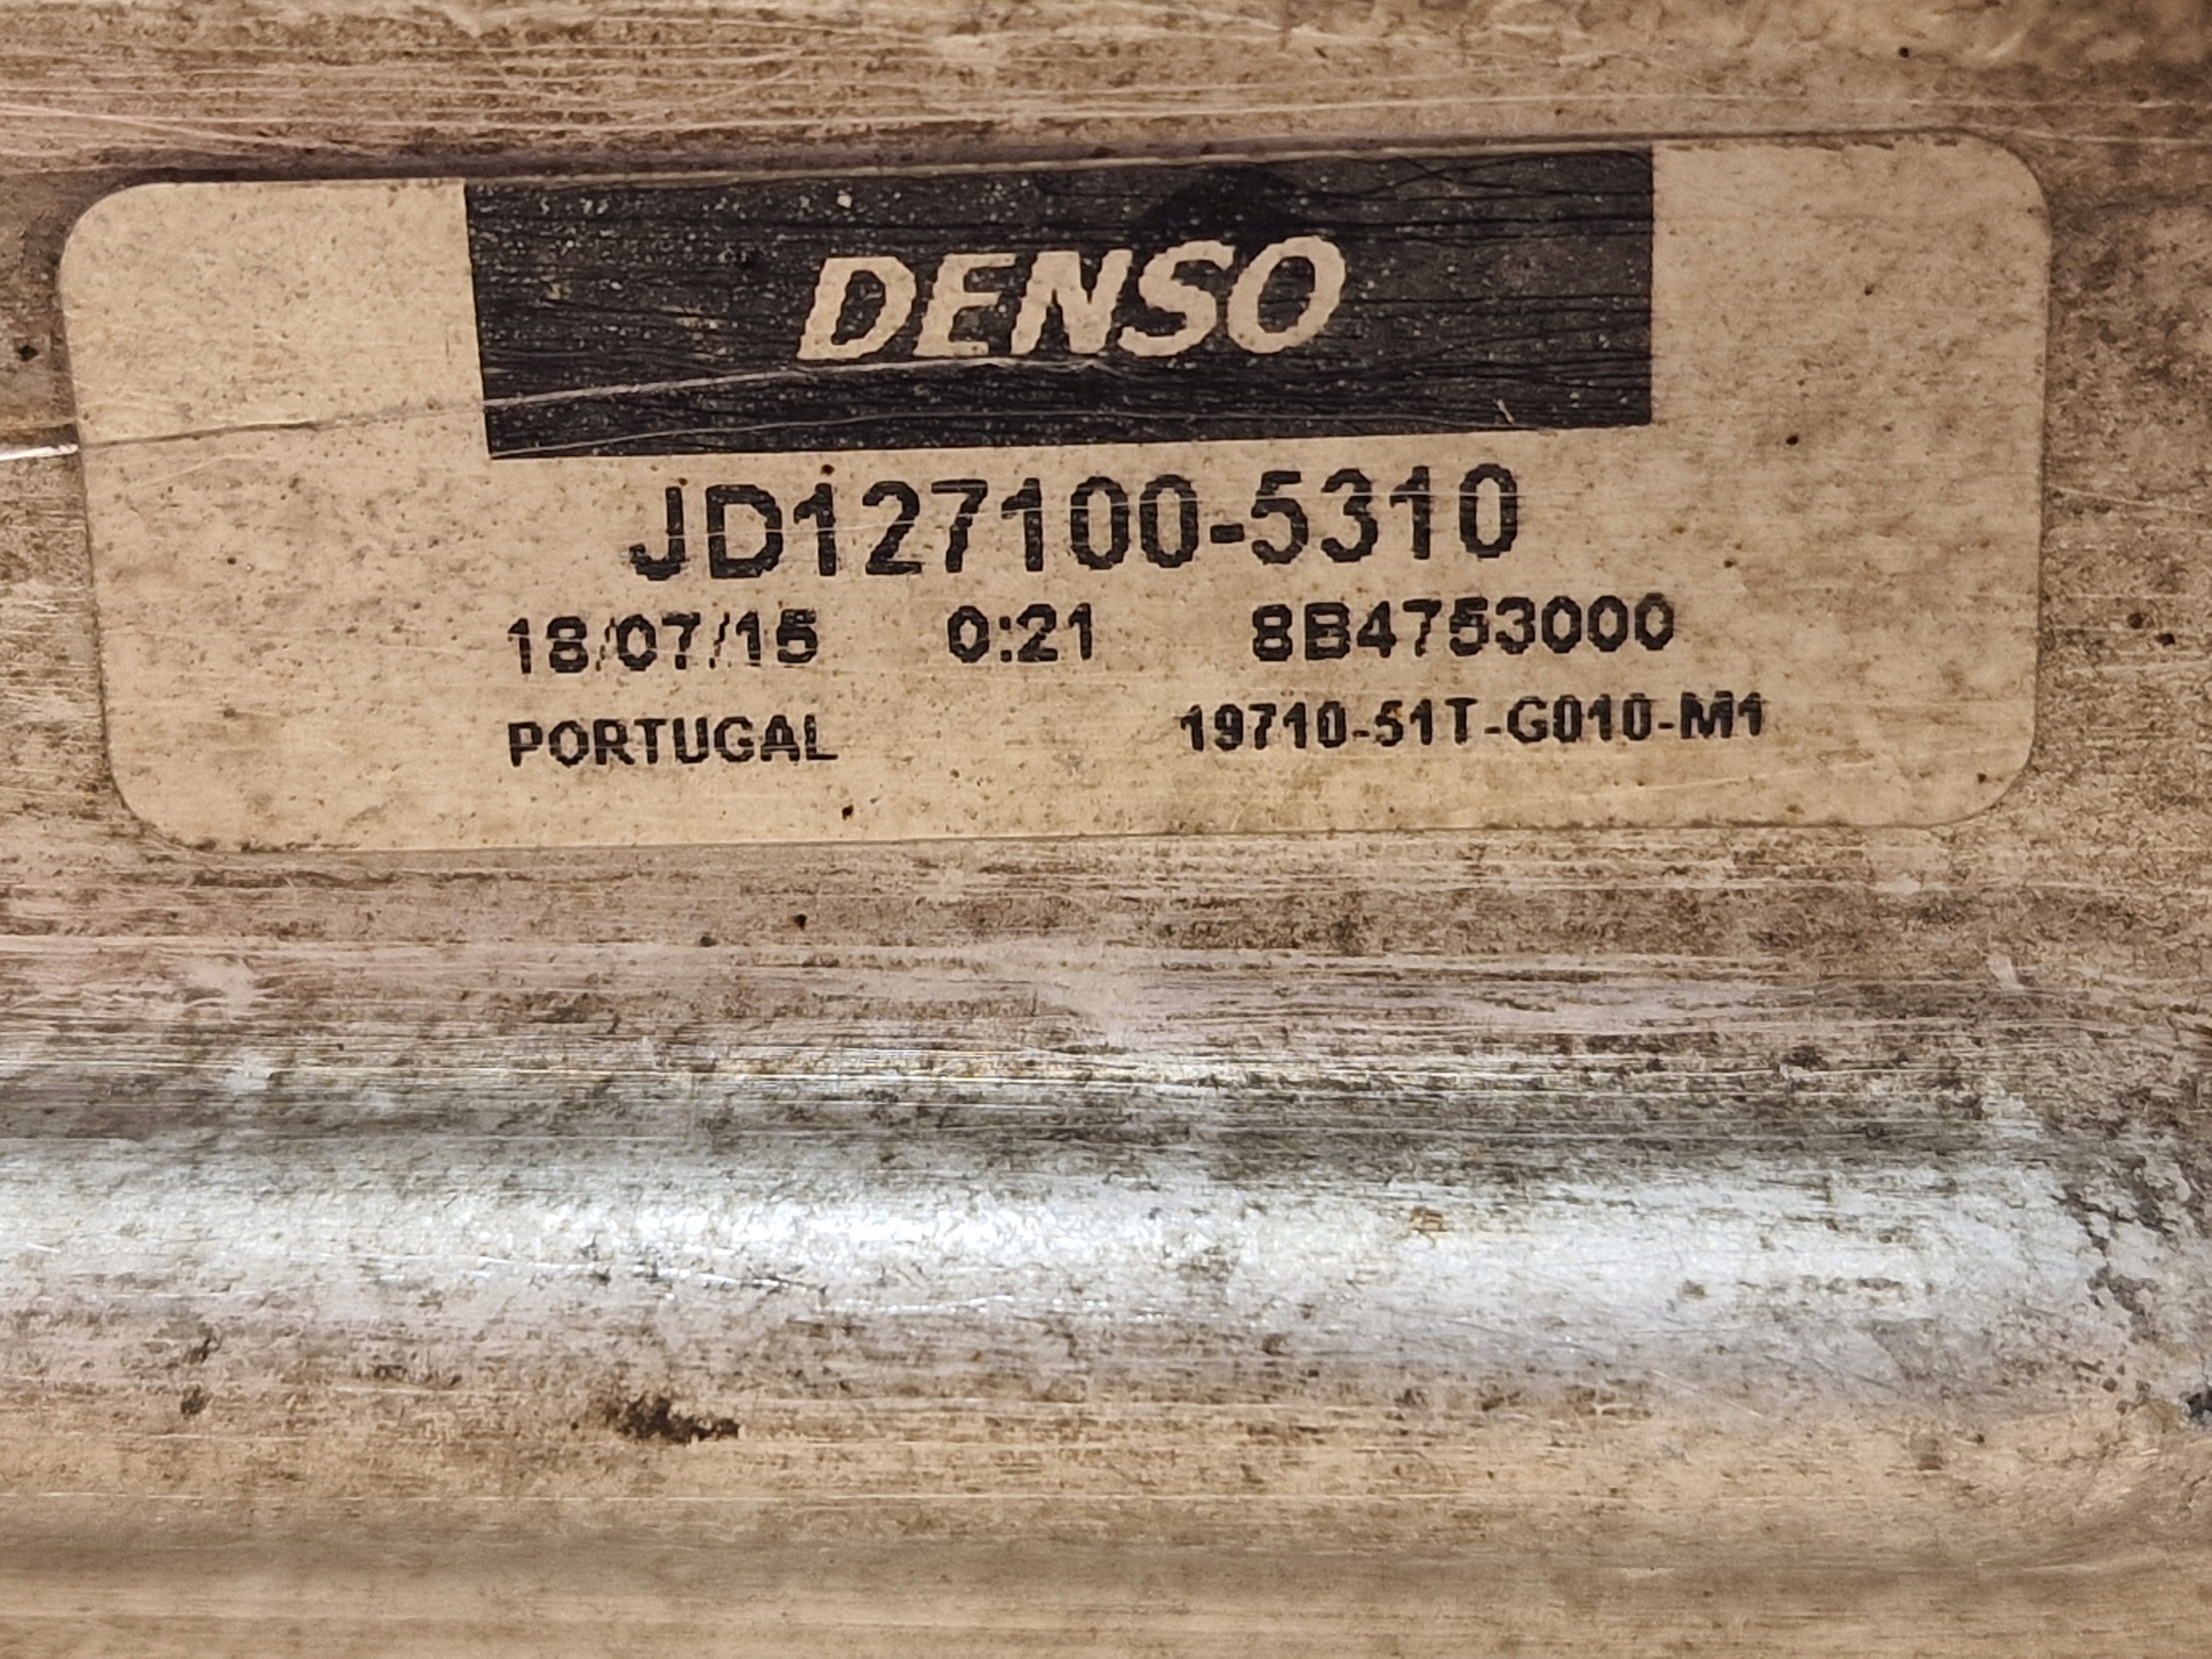 DENSO
JD127100-5310
18/07/15 0:21 8B4753000
PORTUGAL 19710-51T-G010-M1